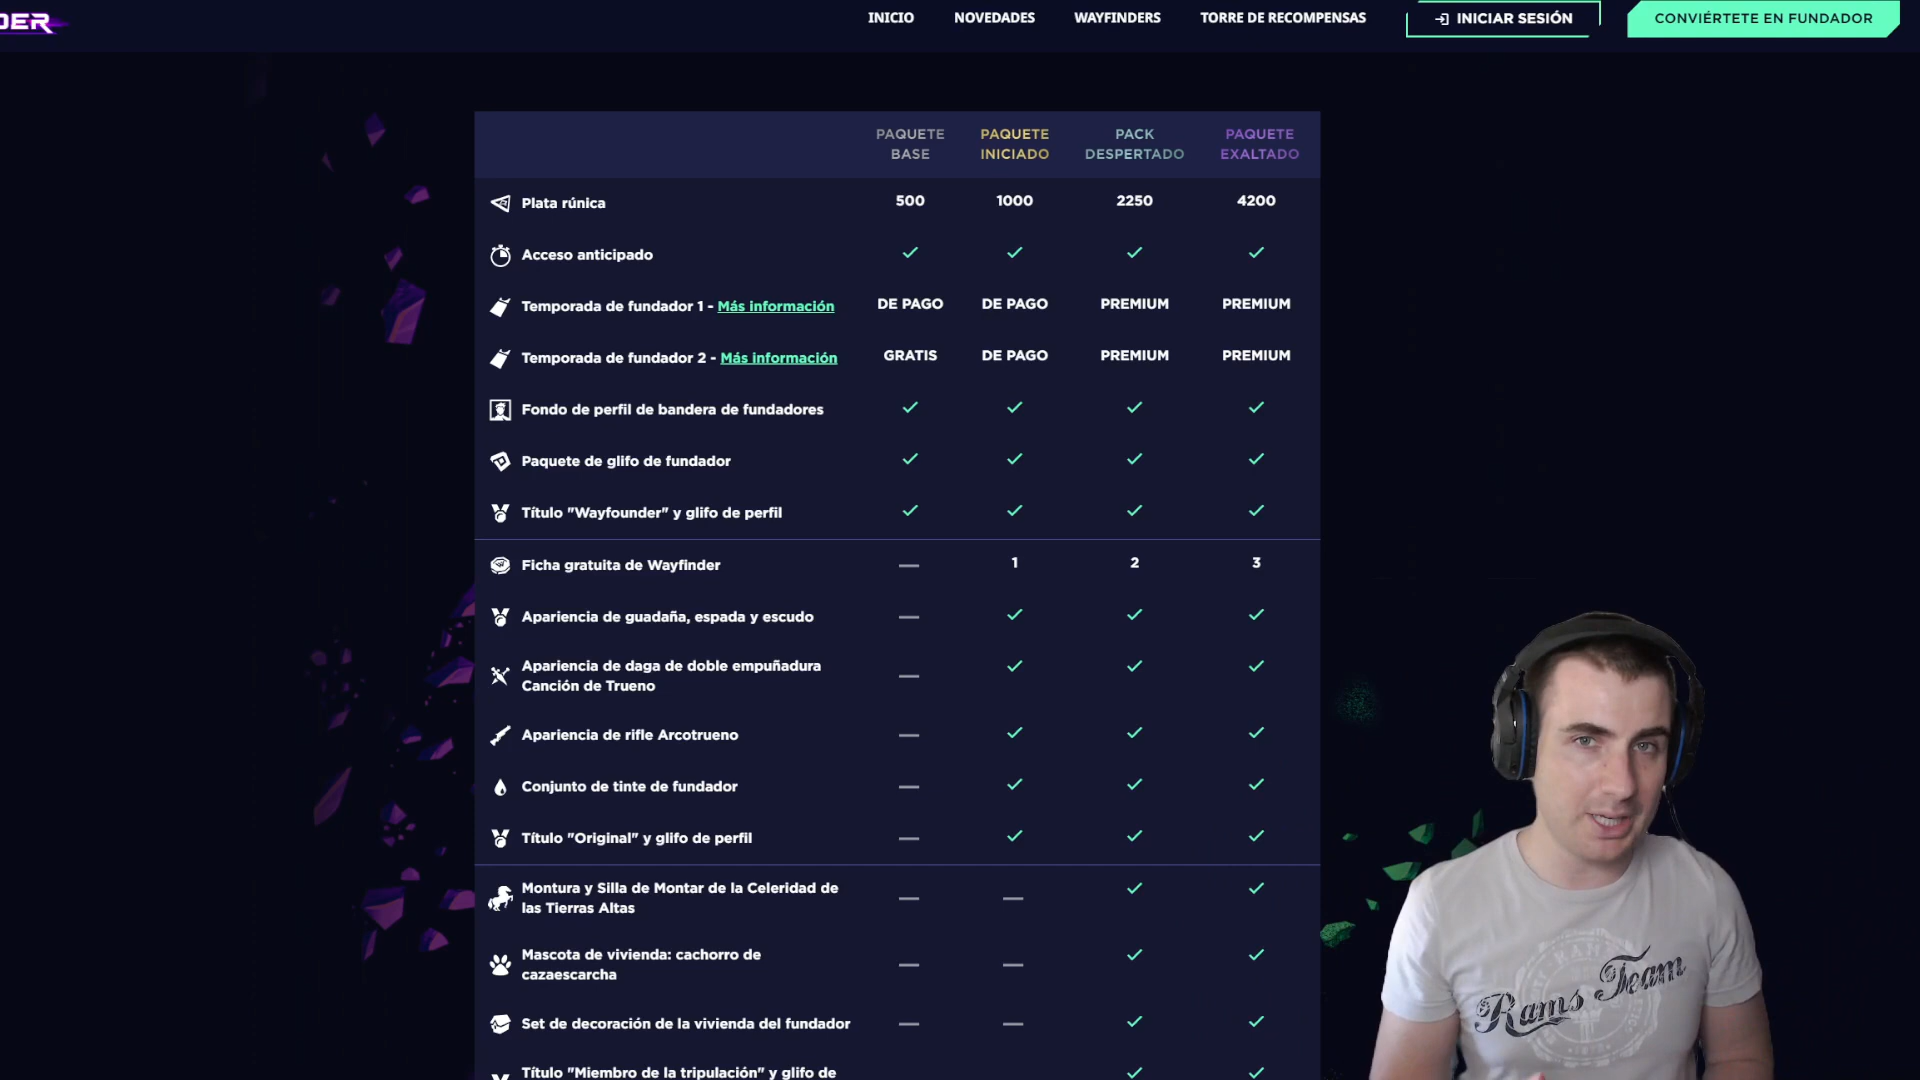 DER
INICIO NOVEDADES WAYFINDERS TORRE DE RECOMPENSAS INICIAR SESIÓN CONVIÉRTETE EN FUNDADOR
PAQUETE BASE PAQUETE INICIADO PACK DESPERTADO PAQUETE EXALTADO
Plata rúnica 500 1000 2250 4200
Acceso anticipado
Temporada de fundador 1 - Más información DE PAGO DE PAGO PREMIUM PREMIUM
Temporada de fundador 2 - Más información GRATIS DE PAGO PREMIUM PREMIUM
Fondo de perfil de bandera de fundadores
Paquete de glifo de fundador
Título "Wayfounder" y glifo de perfil
Ficha gratuita de Wayfinder — 1 2 3
Apariencia de guadaña, espada y escudo —
Apariencia de daga de doble empuñadura
Canción de Trueno —
Apariencia de rifle Arcotrueno —
Conjunto de tinte de fundador —
Título "Original" y glifo de perfil —
Montura y Silla de Montar de la Celeridad de
las Tierras Altas — —
Mascota de vivienda: cachorro de
cazaescarcha — —
Set de decoración de la vivienda del fundador — —
Título "Miembro de la tripulación" y glifo de
Rams Team